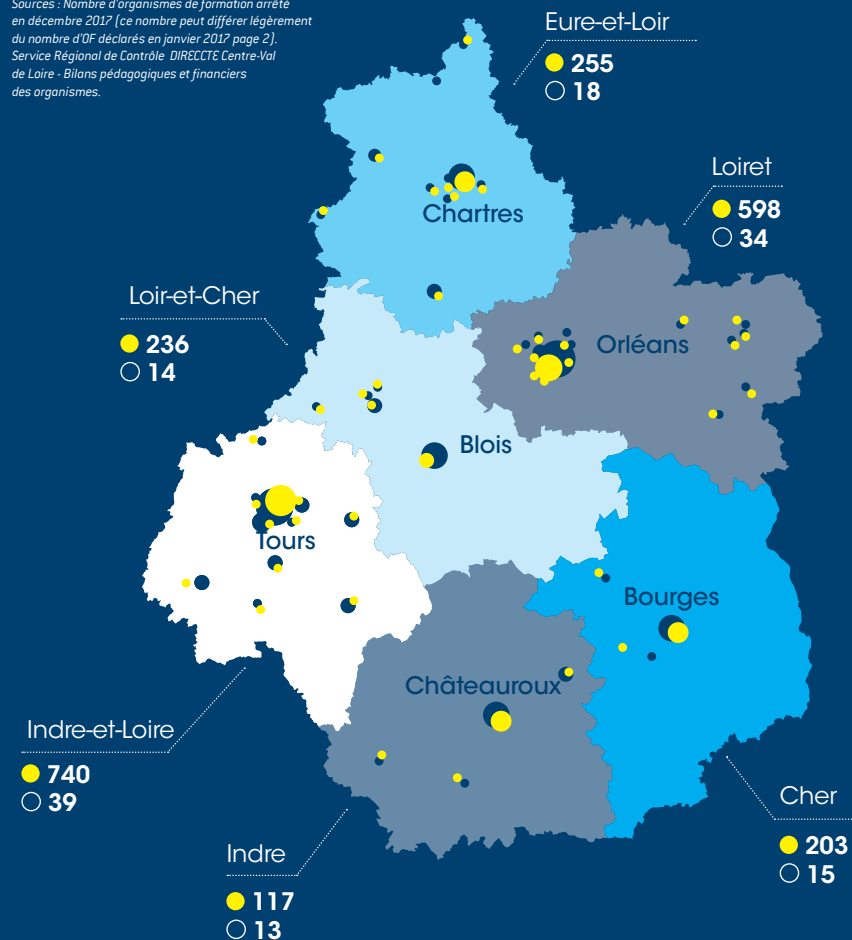 Sources : Nombre d'organismes de formation arrêté
en décembre 2017 (ce nombre peut différer légèrement
du nombre d'OF déclarés en janvier 2017 page 2).
Service Régional de Contrôle DIRECCTE Centre-Val
de Loire - Bilans pédagogiques et financiers
des organismes.
Eure-et-Loir
255
18
Loiret
598
34
Chartres
Loir-et-Cher
236
14
Orléans
Blois
Tours
Bourges
Châteauroux
Indre-et-Loire
740
39
Cher
203
15
Indre
117
13